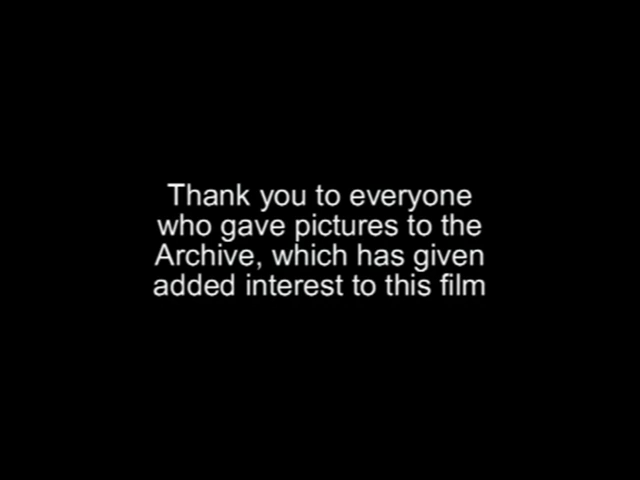 Thank you to everyone
who gave pictures to the
Archive, which has given
added interest to this film